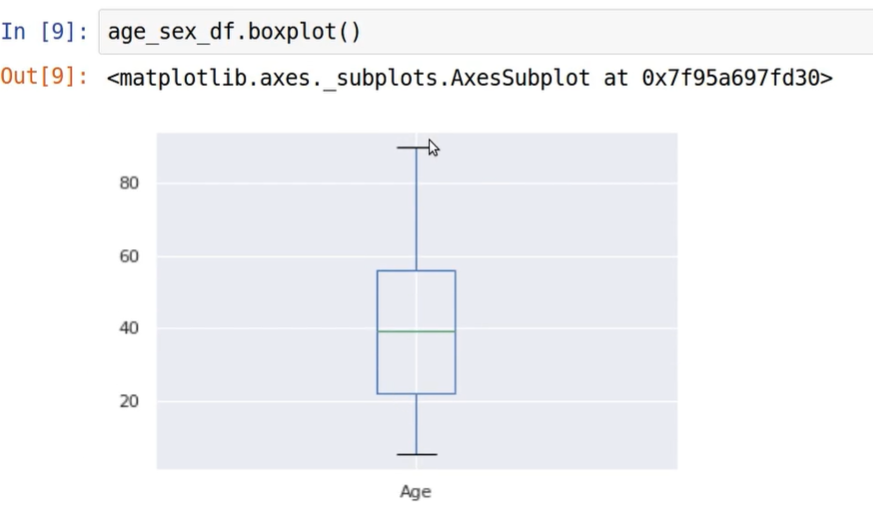 In [9]: age_sex_df.boxplot()
Out[9]: <matplotlib.axes._subplots.AxesSubplot at 0x7f95a697fd30>
80
60
40
20
Age